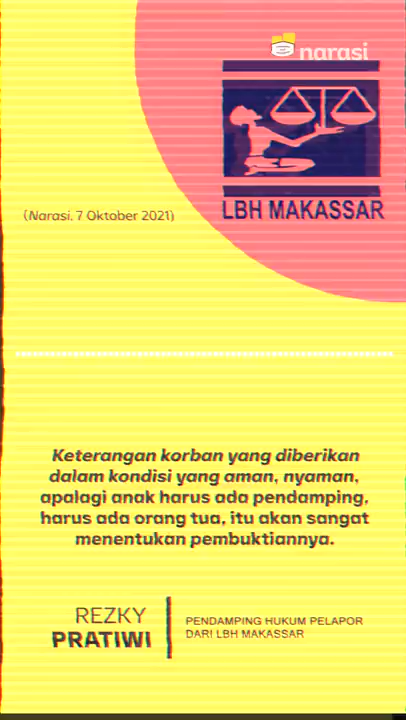 narasi
LBH MAKASSAR
(Narasi, 7 Oktober 2021)
Keterangan korban yang diberikan
dalam kondisi yang aman, nyaman,
apalagi anak harus ada pendamping,
harus ada orang tua, itu akan sangat
menentukan pembuktiannya.
REZKY
PRATIWI
PENDAMPING HUKUM PELAPOR
DARI LBH MAKASSAR